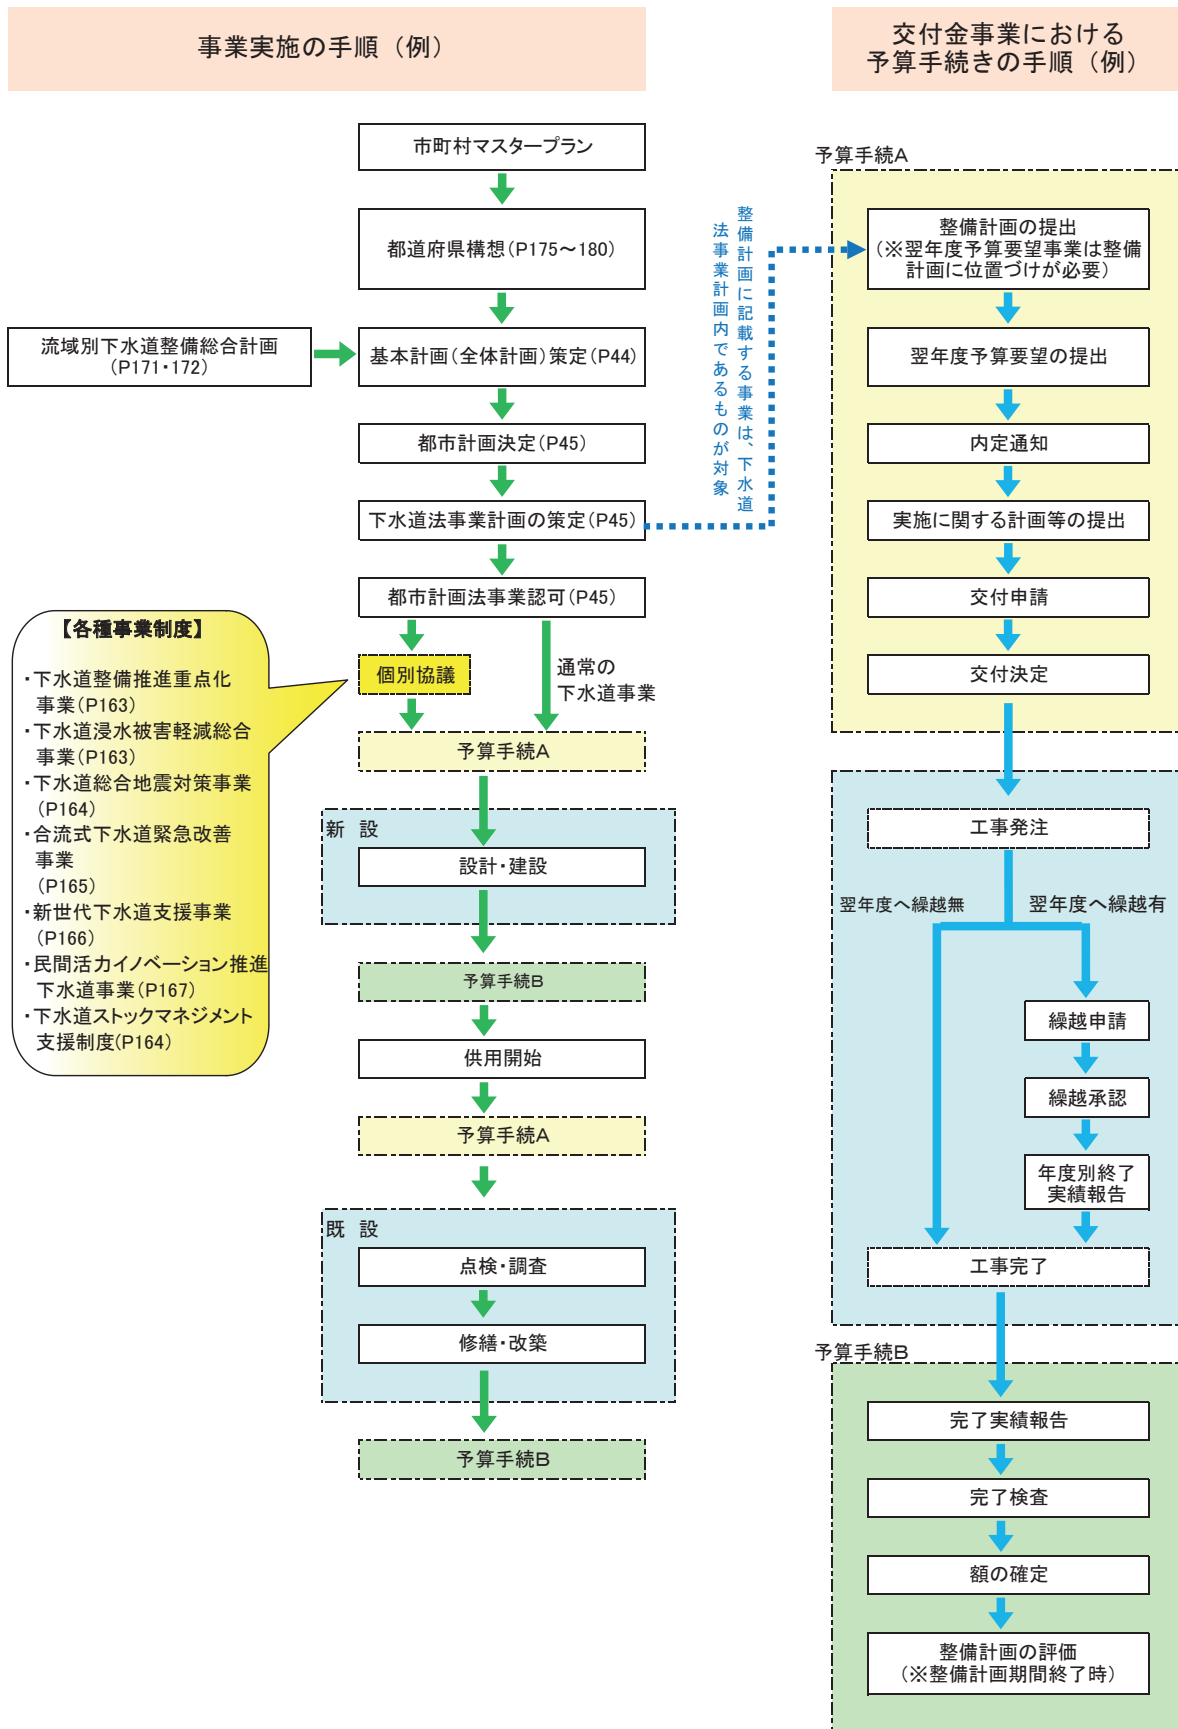 事業実施の手順（例）
市町村マスタープラン
都道府県構想(P175～180)
流域別下水道整備総合計画
(P171・172)
基本計画(全体計画)策定(P44)
都市計画決定(P45)
下水道法事業計画の策定(P45)
都市計画法事業認可(P45)
整備計画に記載する事業は、下水道
法事業計画内であるものが対象
【各種事業制度】
・下水道整備推進重点化
事業(P163)
・下水道浸水被害軽減総合
事業(P163)
・下水道総合地震対策事業
(P164)
・合流式下水道緊急改善
事業
(P165)
・新世代下水道支援事業
(P166)
・民間活力イノベーション推進
下水道事業(P167)
・下水道ストックマネジメント
支援制度(P164)
個別協議
通常の
下水道事業
予算手続A
新 設
設計・建設
予算手続B
供用開始
予算手続A
既 設
点検・調査
修繕・改築
予算手続B
交付金事業における
予算手続きの手順（例）
予算手続A
整備計画の提出
(※翌年度予算要望事業は整備
計画に位置づけが必要)
翌年度予算要望の提出
内定通知
実施に関する計画等の提出
交付申請
交付決定
工事発注
翌年度へ繰越無
翌年度へ繰越有
繰越申請
繰越承認
年度別終了
実績報告
工事完了
予算手続B
完了実績報告
完了検査
額の確定
整備計画の評価
(※整備計画期間終了時)